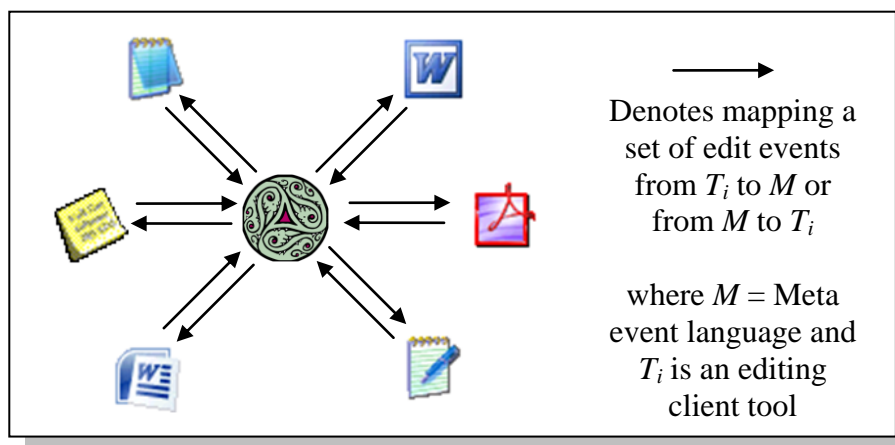 Denotes mapping a
set of edit events
from Tᵢ to M or
from M to Tᵢ
where M = Meta
event language and
Tᵢ is an editing
client tool
W
W